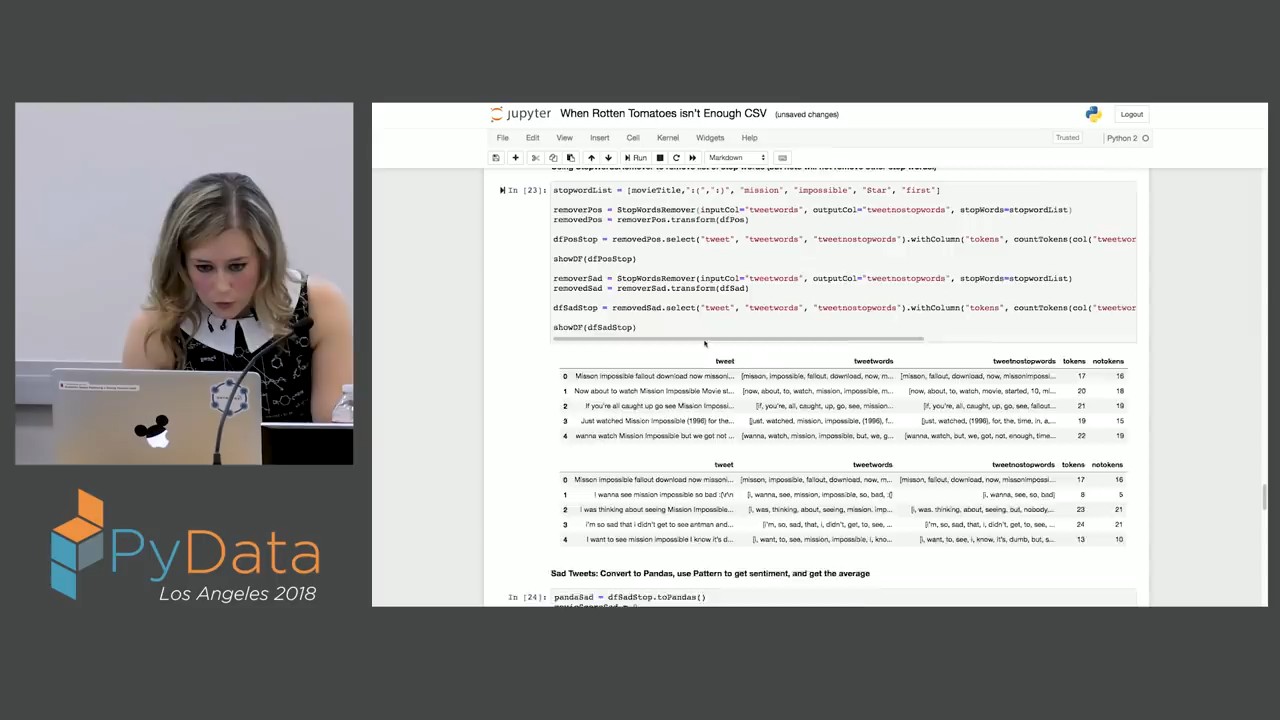 jupyter When Rotten Tomatoes isn't Enough CSV (unsaved changes) Logout
File Edit View Insert Cell Kernel Widgets Help Trusted Python 2
Run Markdown
In [23]: stopwordList = [movieTitle,":(",":)", "mission", "impossible", "Star", "first"]
removerPos = StopWordsRemover(inputCol="tweetwords", outputCol="tweetnostopwords", stopWords=stopwordList)
removedPos = removerPos.transform(dfPos)
dfPosStop = removedPos.select("tweet", "tweetwords", "tweetnostopwords").withColumn("tokens", countTokens(col("tweetwor
showDF(dfPosStop)
removerSad = StopWordsRemover(inputCol="tweetwords", outputCol="tweetnostopwords", stopWords=stopwordList)
removedSad = removerSad.transform(dfSad)
dfSadStop = removedSad.select("tweet", "tweetwords", "tweetnostopwords").withColumn("tokens", countTokens(col("tweetwor
showDF(dfSadStop)
tweet tweetwords tweetnostopwords tokens notokens
0 Misson impossible fallout download now missoni... [misson, impossible, fallout, download, now, m... [misson, fallout, download, now, missonimpossi... 17 16
1 Now about to watch Mission Impossible Movie st... [now, about, to, watch, mission, impossible, m... [now, about, to, watch, movie, started, 10, mi... 20 18
2 If you're all caught up go see Mission Impossi... [if, you're, all, caught, up, go, see, mission... [if, you're, all, caught, up, go, see, fallout... 21 19
3 Just watched Mission Impossible (1996) for the... [just, watched, mission, impossible, (1996), f... [just, watched, (1996), for, the, time, in, a,... 19 15
4 wanna watch Mission Impossible but we got not ... [wanna, watch, mission, impossible, but, we, g... [wanna, watch, but, we, got, not, enough, time... 22 19
tweet tweetwords tweetnostopwords tokens notokens
0 Misson impossible fallout download now missoni... [misson, impossible, fallout, download, now, m... [misson, fallout, download, now, missonimpossi... 17 16
1 I wanna see mission impossible so bad :(\r\n [i, wanna, see, mission, impossible, so, bad, :(] [i, wanna, see, so, bad] 8 5
2 I was thinking about seeing Mission Impossible... [i, was, thinking, about, seeing, mission, imp... [i, was, thinking, about, seeing, but, nobody,... 23 21
3 i'm so sad that i didn't get to see antman and... [i'm, so, sad, that, i, didn't, get, to, see, ... [i'm, so, sad, that, i, didn't, get, to, see, ... 24 21
4 I want to see mission impossible I know it's d... [i, want, to, see, mission, impossible, i, kno... [i, want, to, see, i, know, it's, dumb, but, s... 13 10
Sad Tweets: Convert to Pandas, use Pattern to get sentiment, and get the average
In [24]: pandaSad = dfSadStop.toPandas()
PyData
Los Angeles 2018